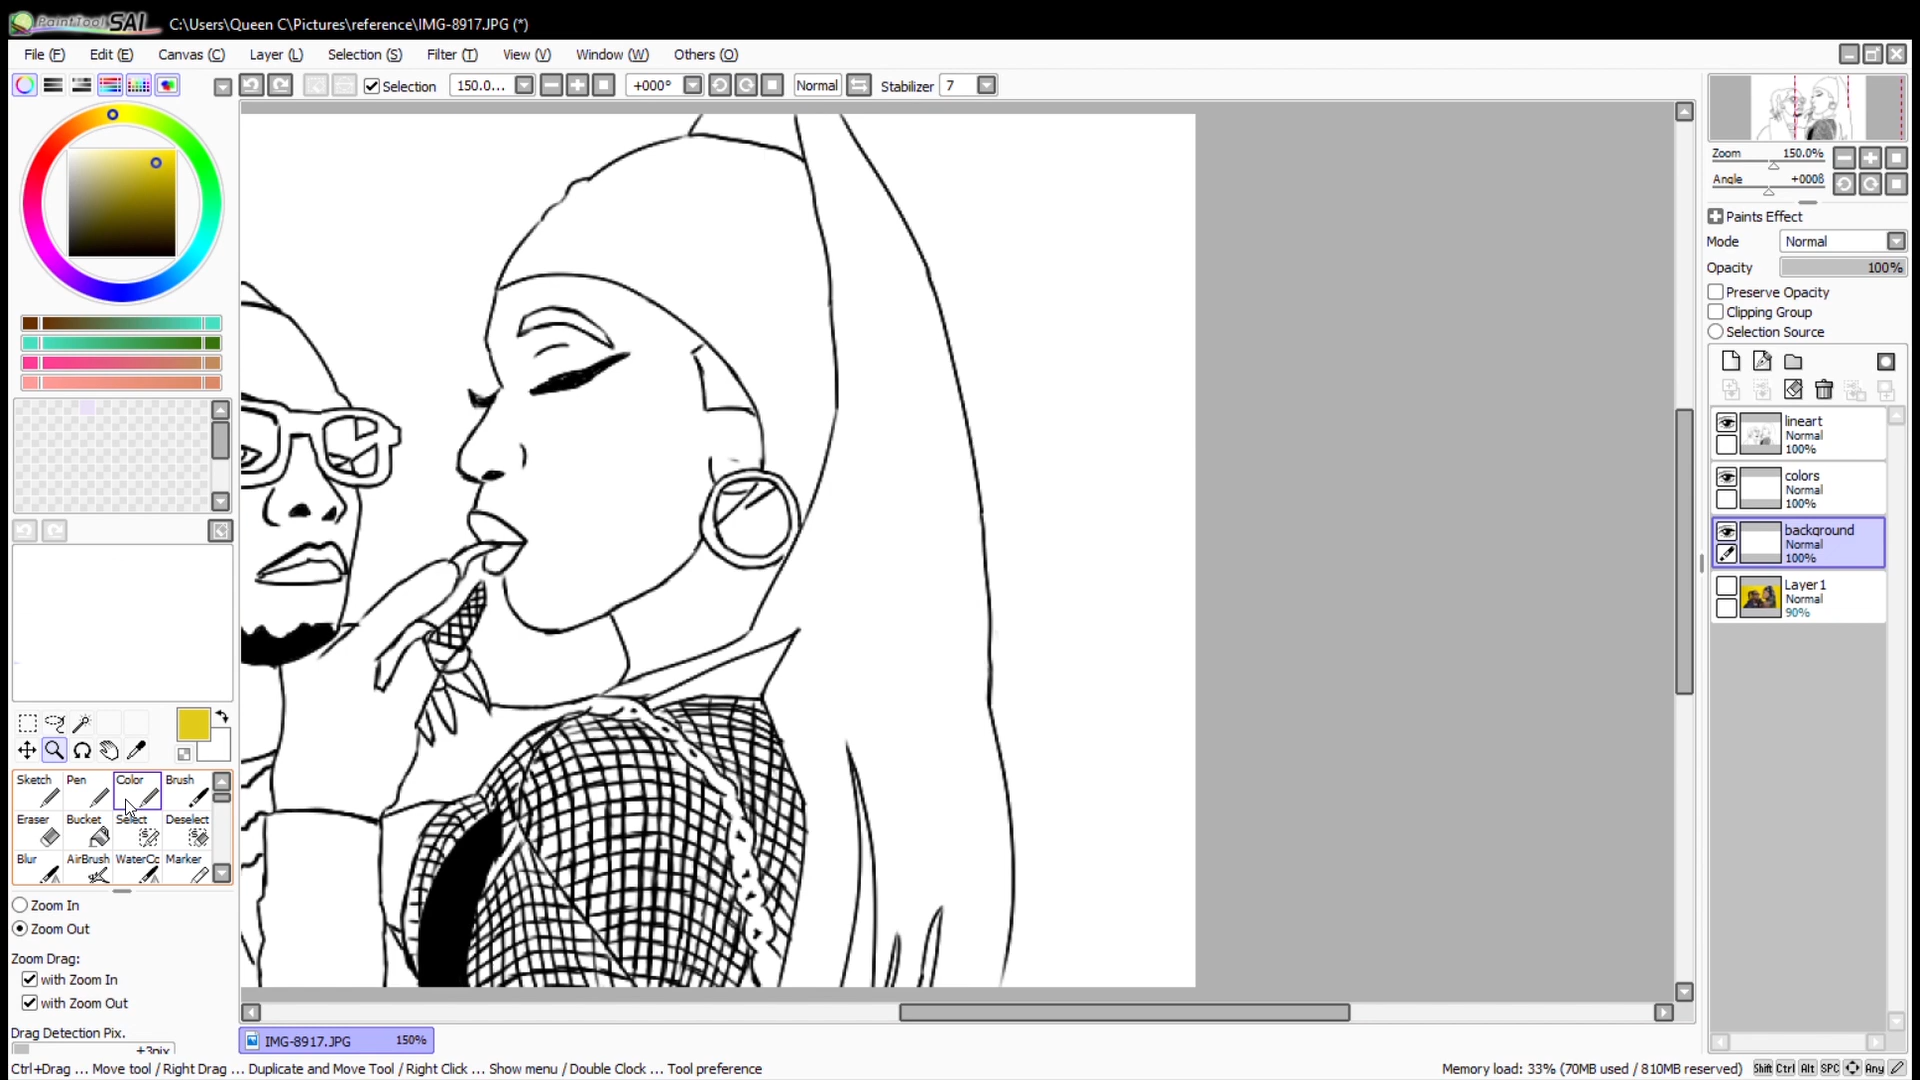 PaintTool SAI C:\Users\Queen C\Pictures\reference\IMG-8917.JPG (*)
File (F) Edit (E) Canvas (C) Layer (L) Selection (S) Filter (T) View (V) Window (W) Others (O)
Selection 150.0... +000° Normal Stabilizer 7
Zoom 150.0%
Angle +000ß
Paints Effect
Mode Normal
Opacity 100%
Preserve Opacity
Clipping Group
Selection Source
lineart
Normal
100%
colors
Normal
100%
background
Normal
100%
Layer1
Normal
90%
Sketch Pen Color Brush
Eraser Bucket Select Deselect
Blur AirBrush WaterCc Marker
Zoom In
Zoom Out
Zoom Drag:
with Zoom In
with Zoom Out
Drag Detection Pix.
+3pix
IMG-8917.JPG 150%
Ctrl+Drag ... Move tool / Right Drag ... Duplicate and Move Tool / Right Click ... Show menu / Double Clock ... Tool preference
Memory load: 33% (70MB used / 810MB reserved) Shift Ctrl Alt SPC Any